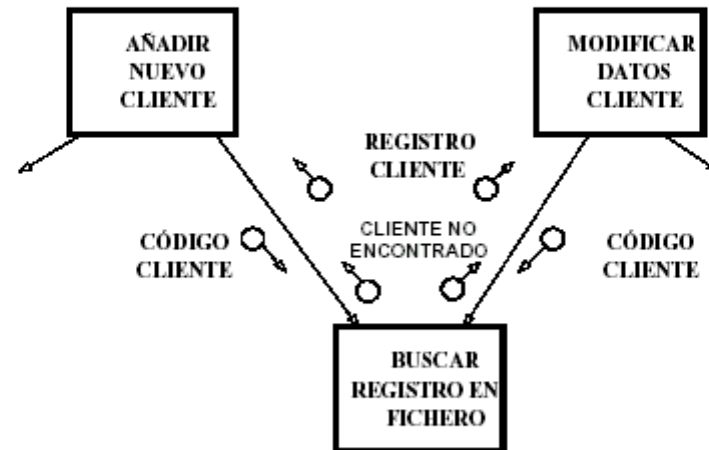 AÑADIR
NUEVO
CLIENTE
MODIFICAR
DATOS
CLIENTE
REGISTRO
CLIENTE
CÓDIGO
CLIENTE
CLIENTE NO
ENCONTRADO
CÓDIGO
CLIENTE
BUSCAR
REGISTRO EN
FICHERO